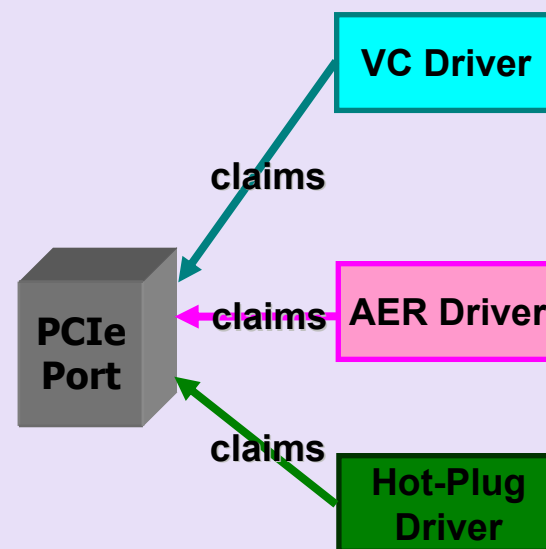 VC Driver
claims
PCIe
Port
claims
AER Driver
claims
Hot-Plug
Driver